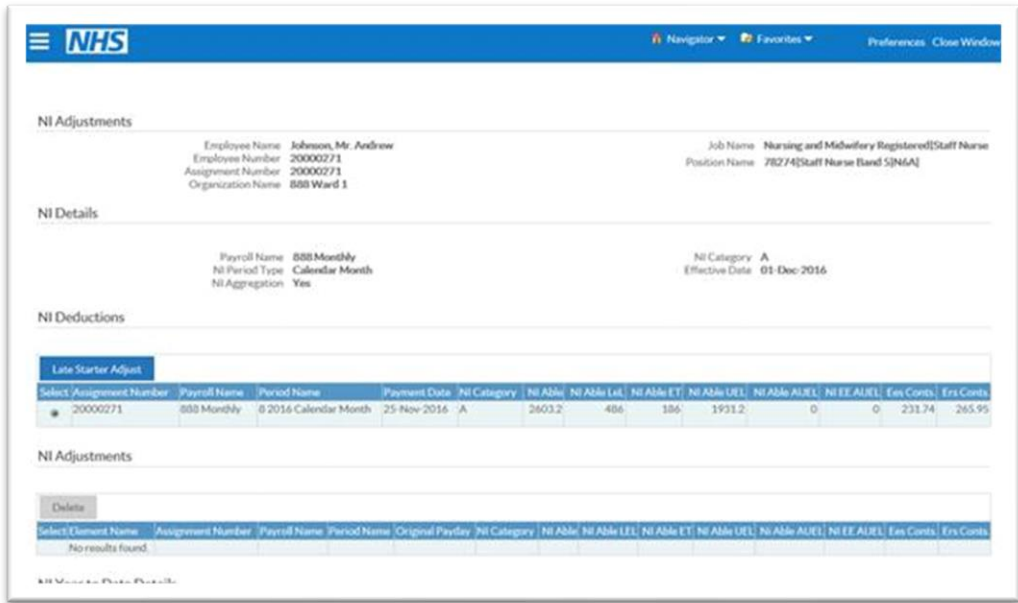 NHS Navigator Favorites Preferences Close Window
NI Adjustments
Employee Name Johnson, Mr. Andrew Job Name Nursing and Midwifery Registered|Staff Nurse
Employee Number 20000271 Position Name 78274|Staff Nurse Band 5|N6A|
Assignment Number 20000271
Organization Name 888 Ward 1
NI Details
Payroll Name 888 Monthly NI Category A
NI Period Type Calendar Month Effective Date 01-Dec-2016
NI Aggregation Yes
NI Deductions
Late Starter Adjust
Select Assignment Number Payroll Name Period Name Payment Date NI Category NI Able NI Able LeL NI Able ET NI Able UEL NI Able AUEL NI EE AUEL Ees Conts Ers Conts
20000271 888 Monthly 8 2016 Calendar Month 25-Nov-2016 A 2603.2 486 186 1931.2 0 0 231.74 265.95
NI Adjustments
Delete
Select Element Name Assignment Number Payroll Name Period Name Original Payday NI Category NI Able NI Able LEL NI Able ET NI Able UEL NI Able AUEL NI EE AUEL Ees Conts Ers Conts
No results found.
NI Year to Date Details